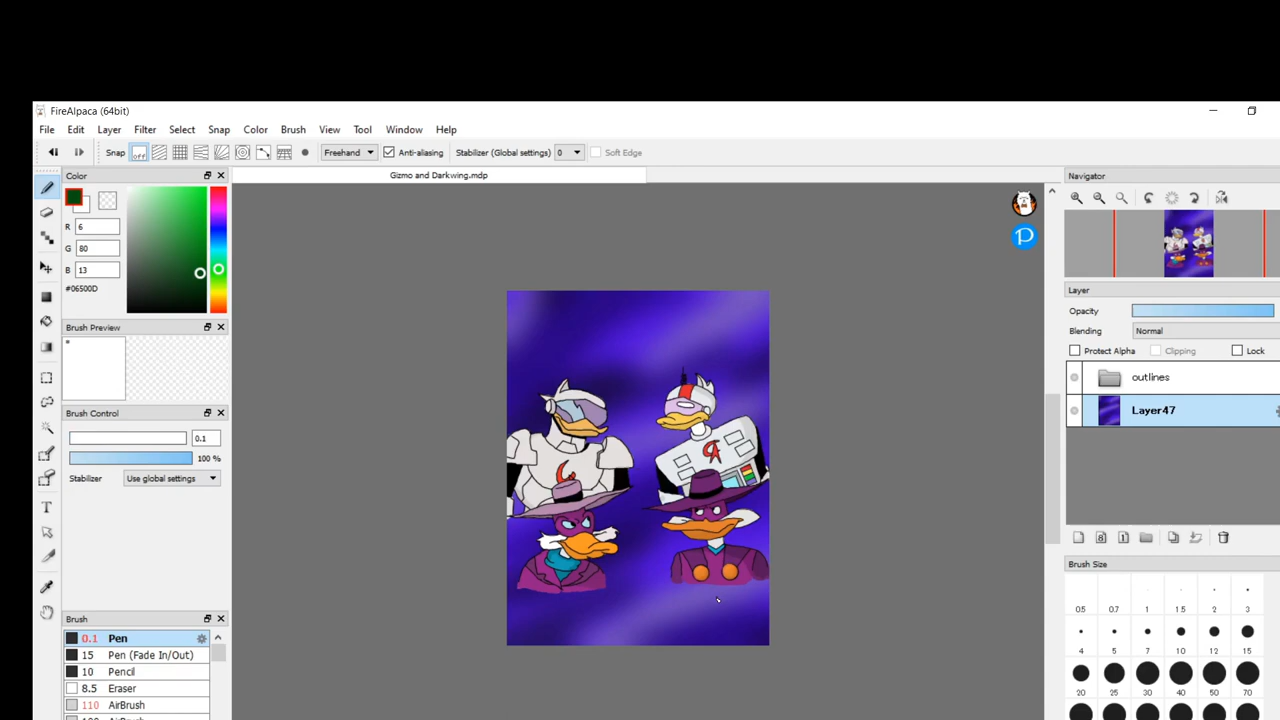 FireAlpaca (64bit)
File Edit Layer Filter Select Snap Color Brush View Tool Window Help
Snap off Freehand Anti-aliasing Stabilizer (Global settings) 0 Soft Edge
Color
Gizmo and Darkwing.mdp
Navigator
R 6
G 80
B 13
#06500D
Layer
Opacity
Brush Preview
Blending Normal
Protect Alpha Clipping Lock
outlines
Layer47
Brush Control
0.1
100 %
Stabilizer Use global settings
8 1
Brush Size
0.5 0.7 1 1.5 2 3
4 5 7 10 12 15
20 25 30 40 50 70
Brush
0.1 Pen
15 Pen (Fade In/Out)
10 Pencil
8.5 Eraser
110 AirBrush